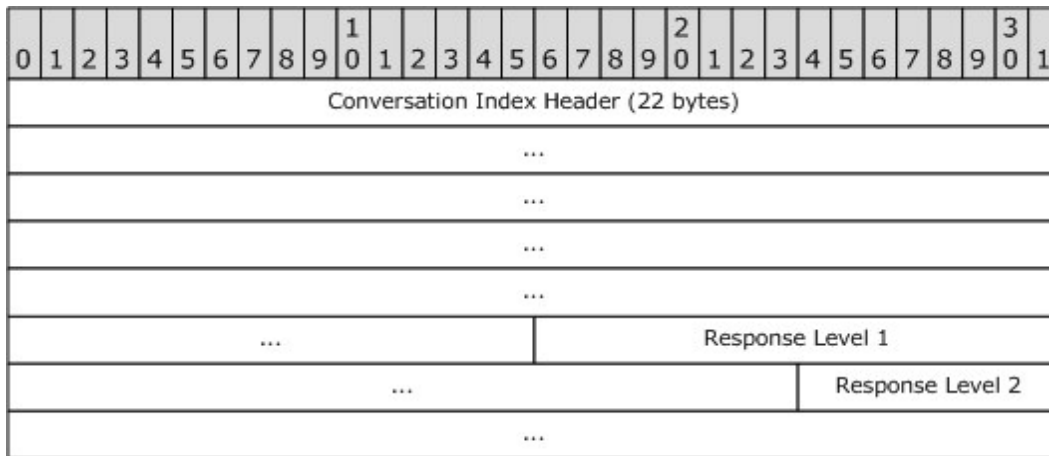 1 2 3
0 1 2 3 4 5 6 7 8 9 0 1 2 3 4 5 6 7 8 9 0 1 2 3 4 5 6 7 8 9 0 1
Conversation Index Header (22 bytes)
...
...
...
...
... Response Level 1
... Response Level 2
...